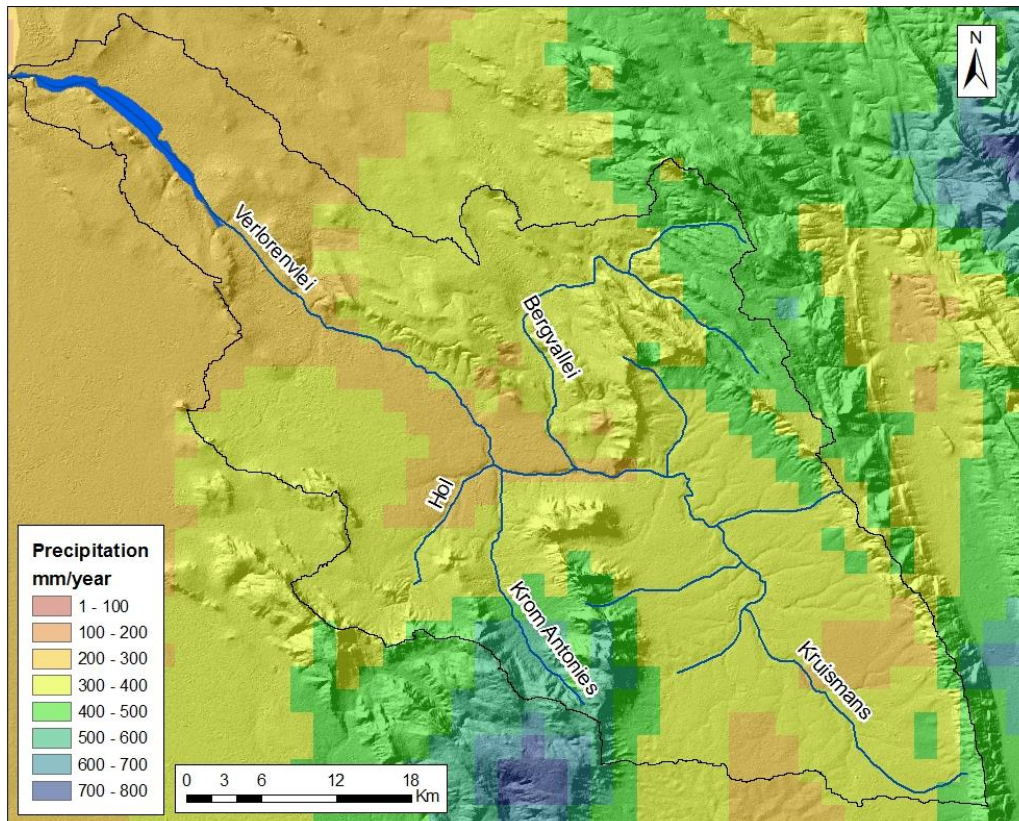 N
Verlorenvlei
Bergvallei
Hol
Krom Antonies
Kruismans
Precipitation
mm/year
1 - 100
100 - 200
200 - 300
300 - 400
400 - 500
500 - 600
600 - 700
700 - 800
0 3 6 12 18
Km